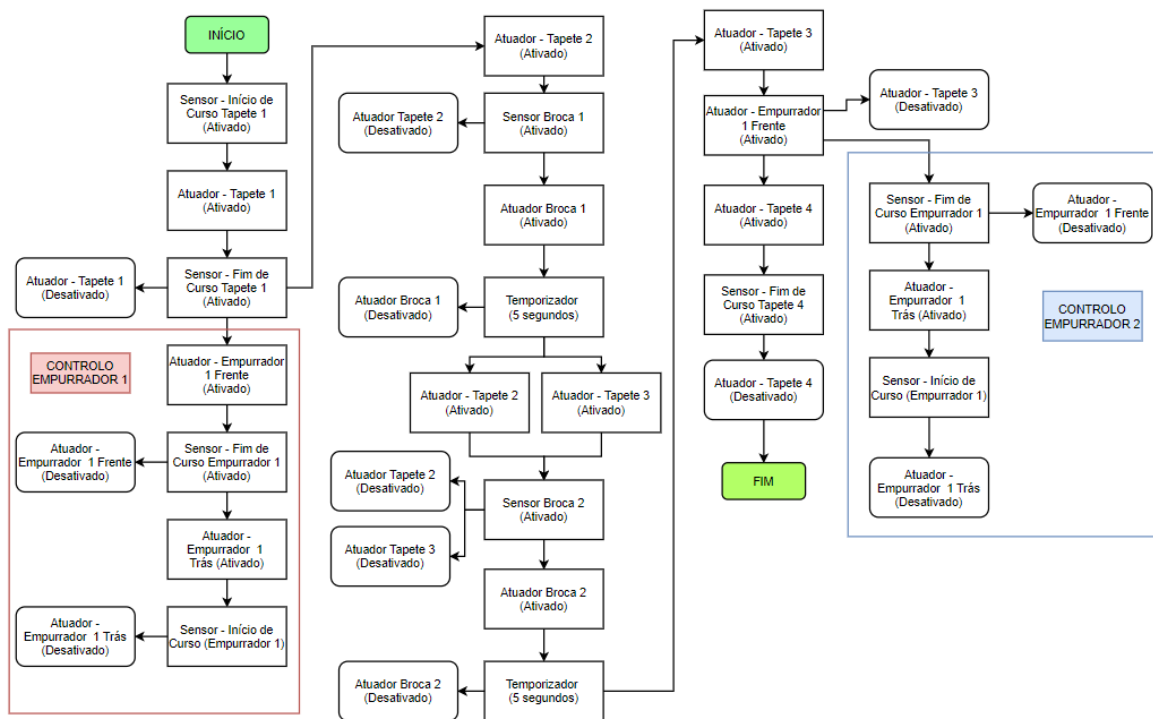 INÍCIO
Sensor - Início de
Curso Tapete 1
(Ativado)
Atuador - Tapete 1
(Ativado)
Atuador - Tapete 1
(Desativado)
Sensor - Fim de
Curso Tapete 1
(Ativado)
CONTROLO
EMPURRADOR 1
Atuador - Empurrador
1 Frente
(Ativado)
Atuador -
Empurrador 1 Frente
(Desativado)
Sensor - Fim de
Curso Empurrador 1
(Ativado)
Atuador -
Empurrador 1
Trás (Ativado)
Atuador -
Empurrador 1 Trás
(Desativado)
Sensor - Início de
Curso (Empurrador 1)
Atuador - Tapete 2
(Ativado)
Atuador Tapete 2
(Desativado)
Sensor Broca 1
(Ativado)
Atuador Broca 1
(Ativado)
Atuador Broca 1
(Desativado)
Temporizador
(5 segundos)
Atuador - Tapete 2
(Ativado)
Atuador - Tapete 3
(Ativado)
Atuador Tapete 2
(Desativado)
Sensor Broca 2
(Ativado)
Atuador Tapete 3
(Desativado)
Atuador Broca 2
(Ativado)
Atuador Broca 2
(Desativado)
Temporizador
(5 segundos)
Atuador - Tapete 3
(Ativado)
Atuador - Empurrador
1 Frente
(Ativado)
Atuador - Tapete 3
(Desativado)
Atuador - Tapete 4
(Ativado)
Sensor - Fim de
Curso Tapete 4
(Ativado)
Atuador - Tapete 4
(Desativado)
FIM
Sensor - Fim de
Curso Empurrador 1
(Ativado)
Atuador -
Empurrador 1 Frente
(Desativado)
Atuador -
Empurrador 1
Trás (Ativado)
CONTROLO
EMPURRADOR 2
Sensor - Início de
Curso (Empurrador 1)
Atuador -
Empurrador 1 Trás
(Desativado)